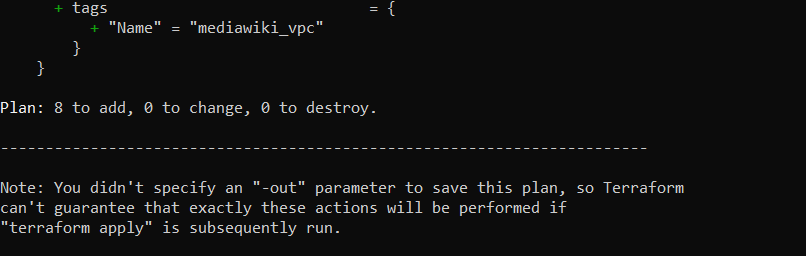 + tags = {
+ "Name" = "mediawiki_vpc"
}
}
Plan: 8 to add, 0 to change, 0 to destroy.
------------------------------------------------------------------------
Note: You didn't specify an "-out" parameter to save this plan, so Terraform
can't guarantee that exactly these actions will be performed if
"terraform apply" is subsequently run.